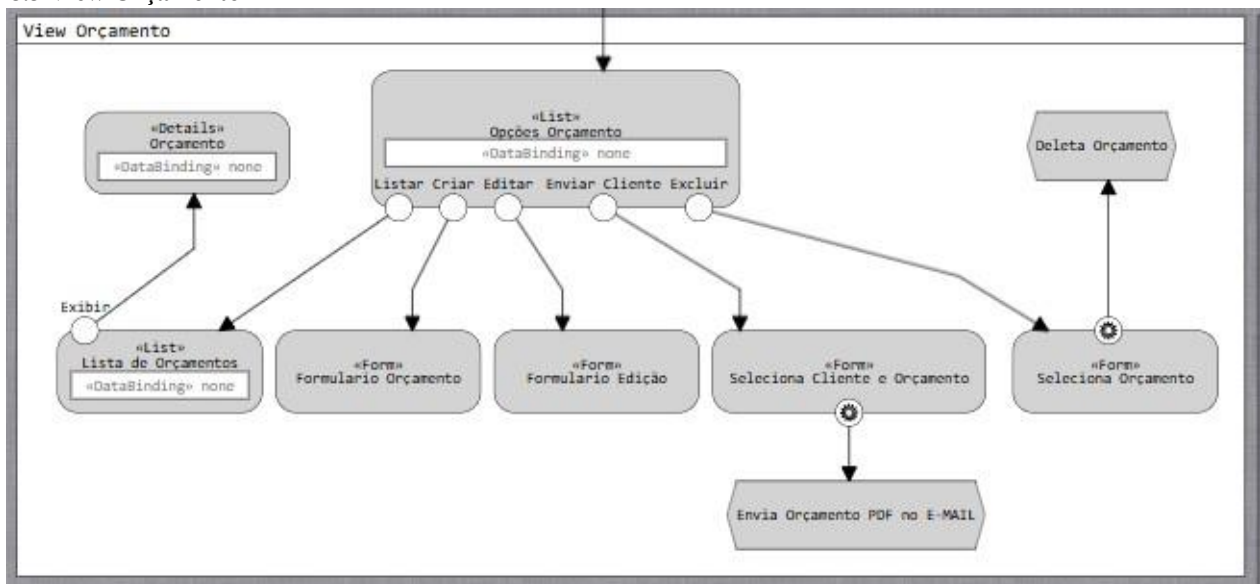 View Orçamento
«List»
Opções Orçamento
«DataBinding» none
Listar Criar Editar Enviar Cliente Excluir
«Details»
Orçamento
«DataBinding» none
Deleta Orçamento
Exibir
«List»
Lista de Orçamentos
«DataBinding» none
«Form»
Formulario Orçamento
«Form»
Formulario Edição
«Form»
Seleciona Cliente e Orçamento
«Form»
Seleciona Orçamento
Envia Orçamento PDF no E-MAIL